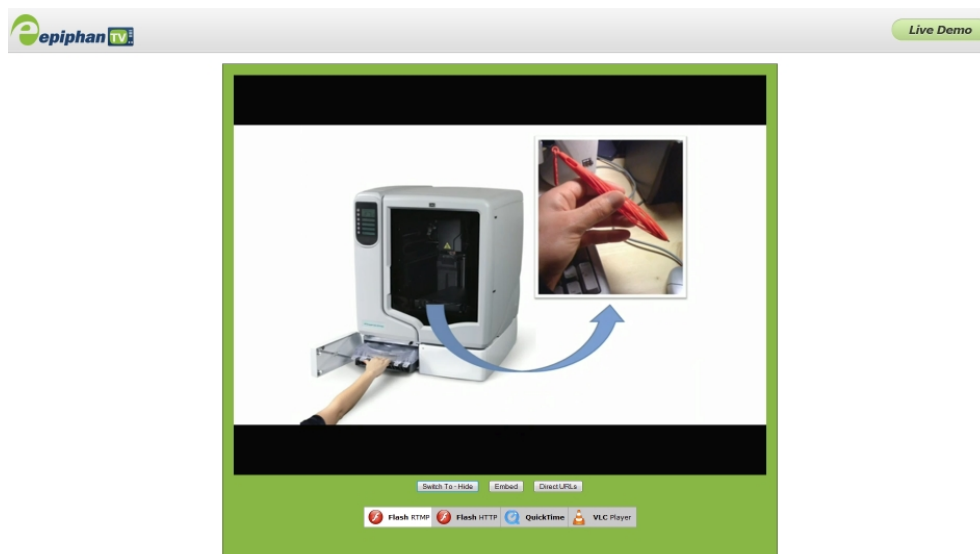 epiphan TV
Live Demo
Switch To - Hide
Embed
Direct URLs
Flash RTMP
Flash HTTP
QuickTime
VLC Player